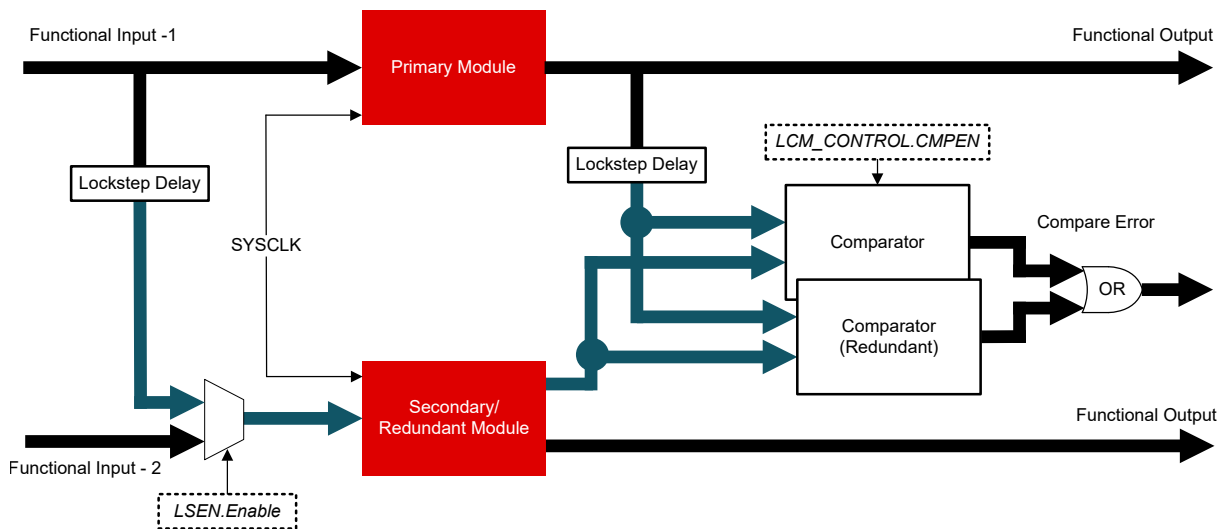 Functional Input -1
Primary Module
Functional Output
LCM_CONTROL.CMPEN
Lockstep Delay
Lockstep Delay
SYSCLK
Comparator
Compare Error
OR
Comparator
(Redundant)
Secondary/
Redundant Module
Functional Output
Functional Input - 2
LSEN.Enable